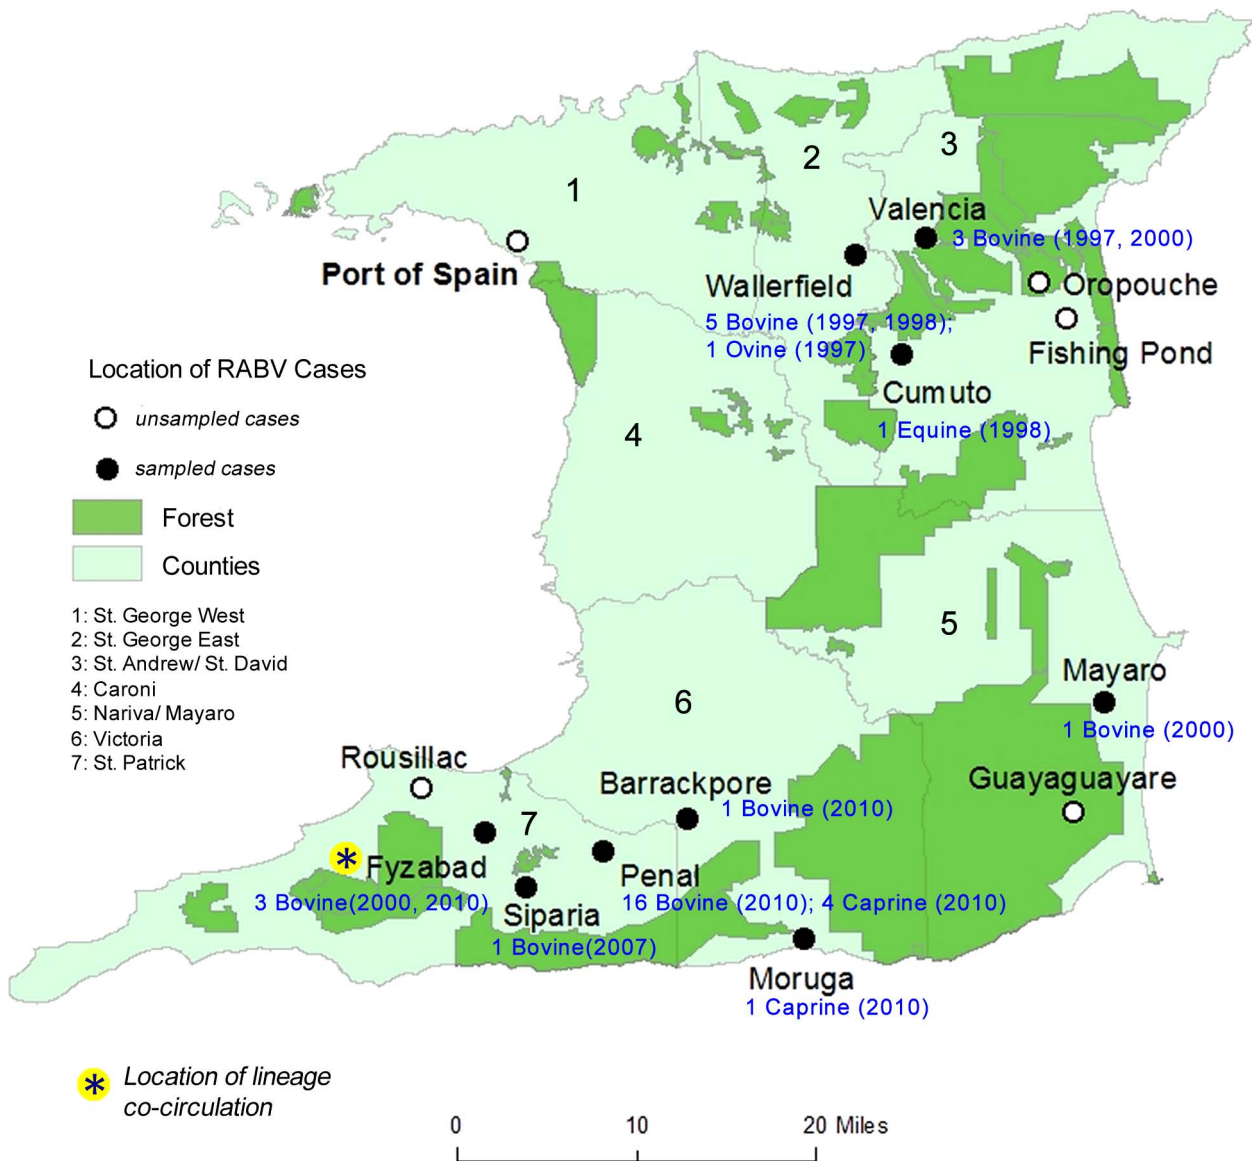 1
2
3
Valencia
3 Bovine (1997, 2000)
Port of Spain
Wallerfield
5 Bovine (1997, 1998);
1 Ovine (1997)
Oropouche
Fishing Pond
Cumuto
1 Equine (1998)
Location of RABV Cases
unsampled cases
sampled cases
Forest
Counties
1: St. George West
2: St. George East
3: St. Andrew/ St. David
4: Caroni
5: Nariva/ Mayaro
6: Victoria
7: St. Patrick
4
5
6
7
Mayaro
1 Bovine (2000)
Guayaguayare
Rousillac
Barrackpore
1 Bovine (2010)
*
Fyzabad
3 Bovine(2000, 2010)
Penal
16 Bovine (2010); 4 Caprine (2010)
Siparia
1 Bovine(2007)
Moruga
1 Caprine (2010)
* Location of lineage
co-circulation
0 10 20 Miles